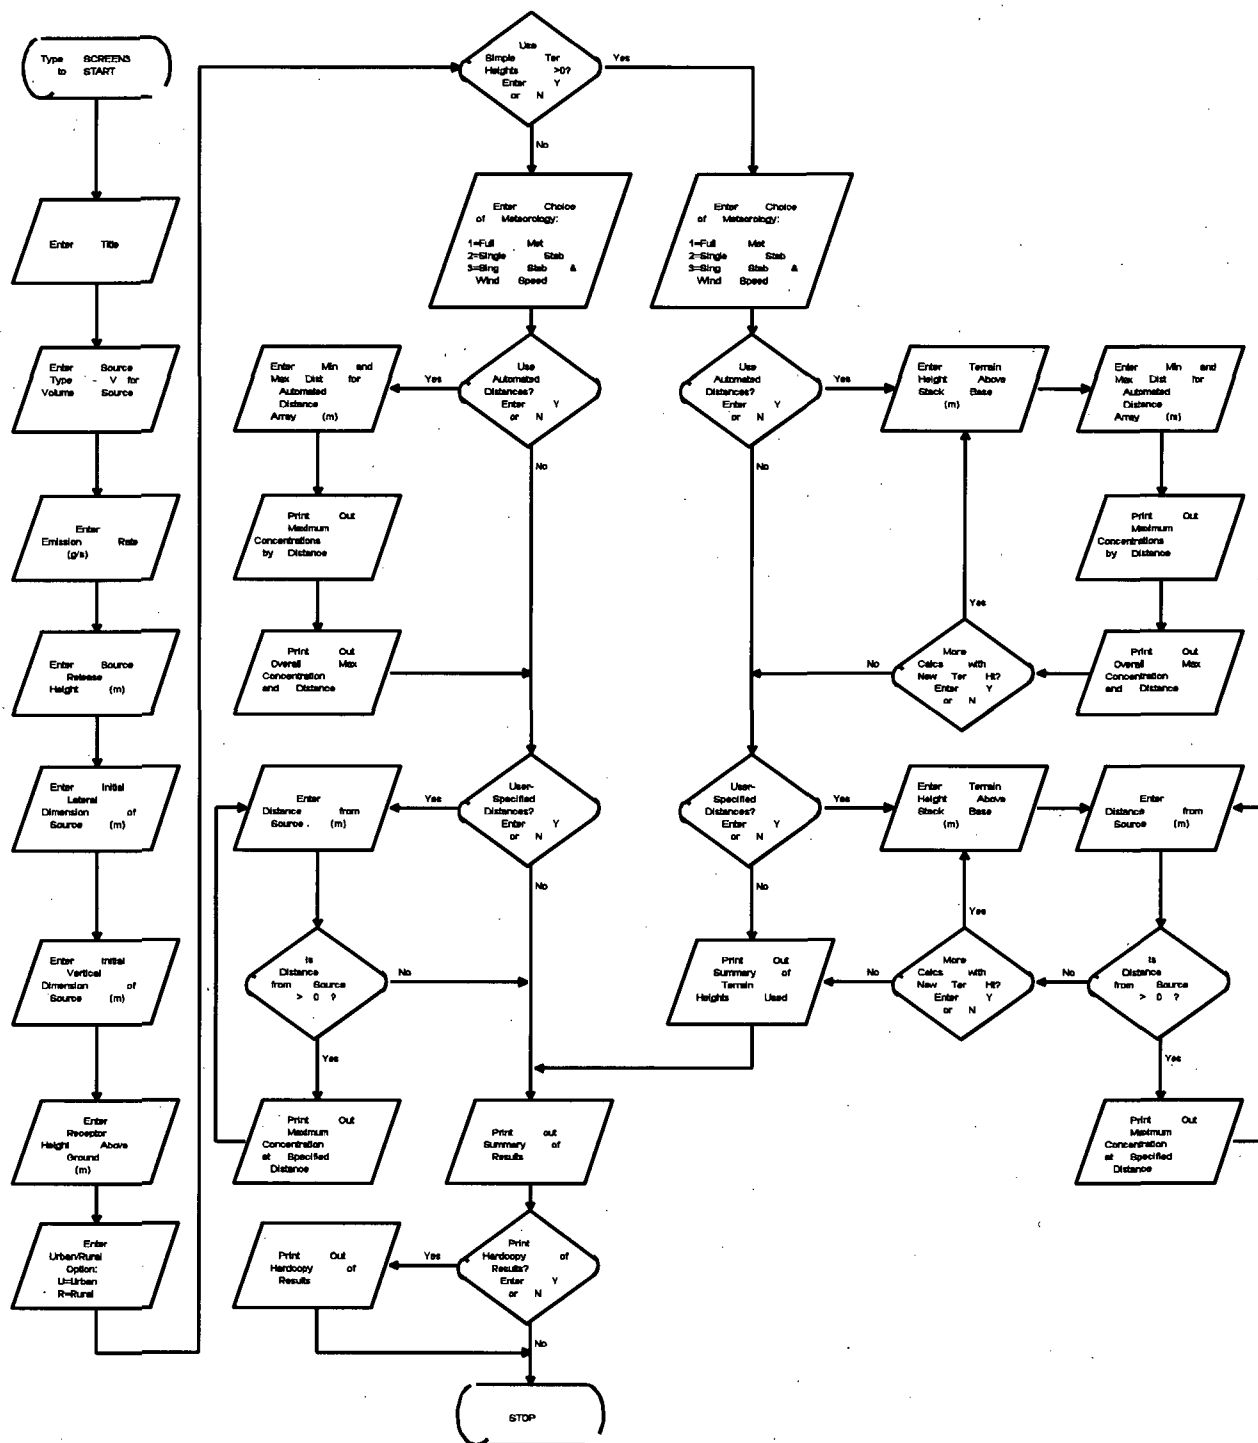 Type SCREEN3
to START
Enter Title
Enter Source
Type - V for
Volume Source
Enter
Emission Rate
(g/s)
Enter Source
Release
Height (m)
Enter Initial
Lateral
Dimension of
Source (m)
Enter Initial
Vertical
Dimension of
Source (m)
Enter
Receptor
Height Above
Ground
(m)
Enter
Urban/Rural
Option:
U=Urban
R=Rural
Use
Simple Ter
Heights >0?
Enter Y
or N
Yes
No
Enter Choice
of Meteorology:
1=Full Met
2=Single Stab
3=Sing Stab &
Wind Speed
Use
Automated
Distances?
Enter Y
or N
Yes
No
Enter Min and
Max Dist for
Automated
Distance
Array (m)
Print Out
Maximum
Concentrations
by Distance
Print Out
Overall Max
Concentration
and Distance
User-
Specified
Distances?
Enter Y
or N
Yes
No
Enter
Distance from
Source . (m)
Is
Distance
from Source
> 0 ?
No
Yes
Print Out
Maximum
Concentration
at Specified
Distance
Print out
Summary of
Results
Print
Hardcopy of
Results?
Enter Y
or N
Yes
No
Print Out
Hardcopy of
Results
STOP
Enter Choice
of Meteorology:
1=Full Met
2=Single Stab
3=Sing Stab &
Wind Speed
Use
Automated
Distances?
Enter Y
or N
Yes
No
Enter Terrain
Height Above
Stack Base
(m)
Enter Min and
Max Dist for
Automated
Distance
Array (m)
Print Out
Maximum
Concentrations
by Distance
Print Out
Overall Max
Concentration
and Distance
More
Calcs with
New Ter Ht?
Enter Y
or N
Yes
No
User-
Specified
Distances?
Enter Y
or N
Yes
No
Enter Terrain
Height Above
Stack Base
(m)
Enter
Distance from
Source (m)
Is
Distance
from Source
> 0 ?
No
Yes
More
Calcs with
New Ter Ht?
Enter Y
or N
Yes
No
Print Out
Summary of
Terrain
Heights Used
Print Out
Maximum
Concentration
at Specified
Distance